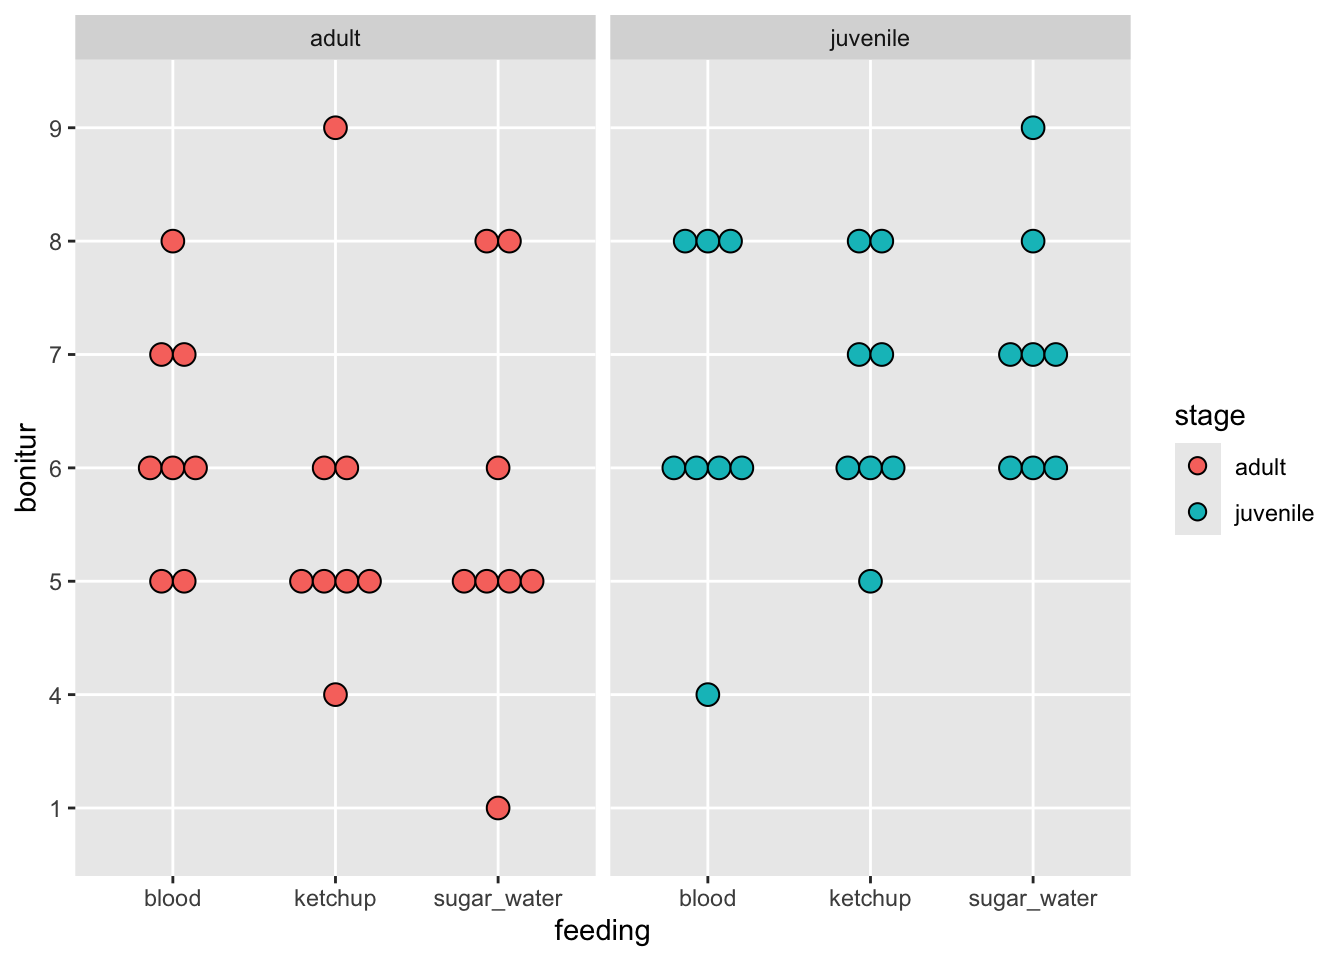 adult
juvenile
9
8
7
6
5
4
1
bonitur
blood
ketchup
sugar_water
blood
ketchup
sugar_water
feeding
stage
adult
juvenile